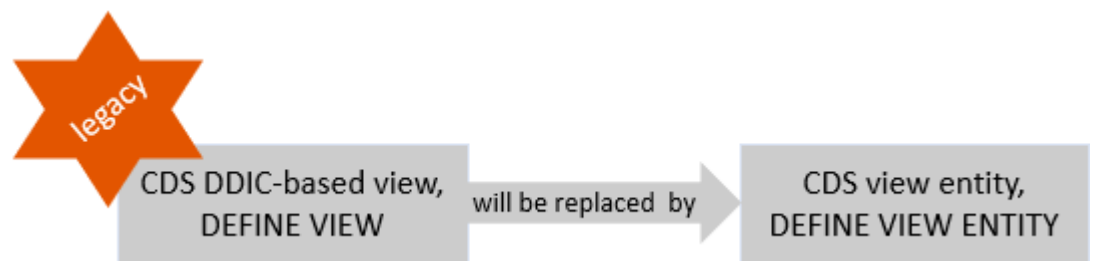 legacy
CDS DDIC-based view,
DEFINE VIEW
will be replaced by
CDS view entity,
DEFINE VIEW ENTITY